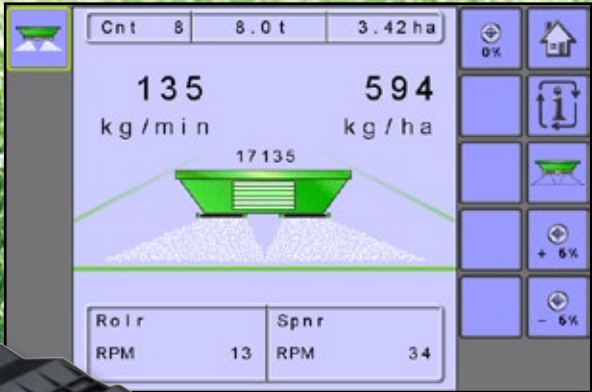 Cnt 8 8.0t 3.42ha
0%
135 594
kg/min kg/ha
17135
+ 5%
- 5%
Rolr Spnr
RPM 13 RPM 34